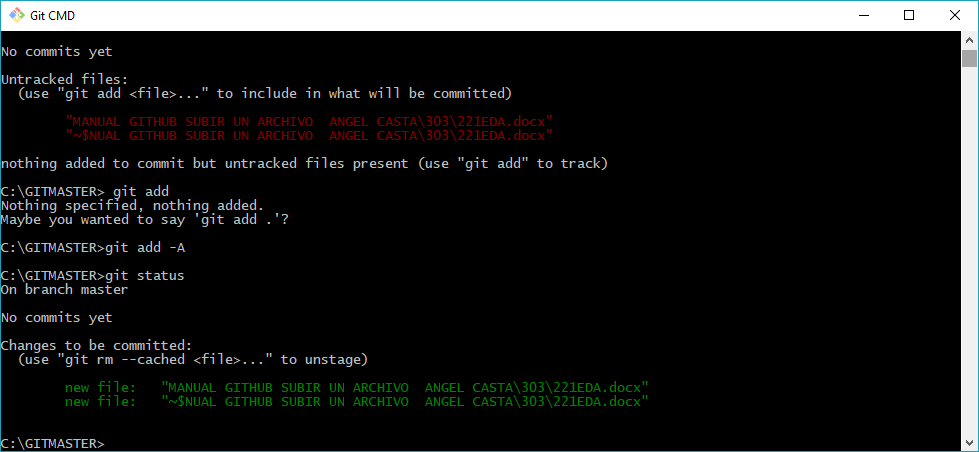 Git CMD
No commits yet
Untracked files:
(use "git add <file>..." to include in what will be committed)
"MANUAL GITHUB SUBIR UN ARCHIVO  ANGEL CASTA\303\221EDA.docx"
"~$NUAL GITHUB SUBIR UN ARCHIVO  ANGEL CASTA\303\221EDA.docx"
nothing added to commit but untracked files present (use "git add" to track)
C:\GITMASTER> git add
Nothing specified, nothing added.
Maybe you wanted to say 'git add .'?
C:\GITMASTER>git add -A
C:\GITMASTER>git status
On branch master
No commits yet
Changes to be committed:
(use "git rm --cached <file>..." to unstage)
new file:   "MANUAL GITHUB SUBIR UN ARCHIVO  ANGEL CASTA\303\221EDA.docx"
new file:   "~$NUAL GITHUB SUBIR UN ARCHIVO  ANGEL CASTA\303\221EDA.docx"
C:\GITMASTER>